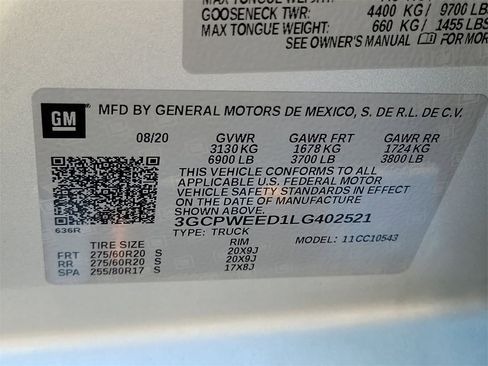 MAX TONGUE WEIGHT:
GOOSENECK TWR: 4400 KG/ 9700 LB
MAX TONGUE WEIGHT: 660 KG/ 1455 LBS
SEE OWNER'S MANUAL FOR MORE
GM
MFD BY GENERAL MOTORS DE MEXICO, S. DE R.L. DE C.V.
08/20 GVWR GAWR FRT GAWR RR
3130 KG 1678 KG 1724 KG
6900 LB 3700 LB 3800 LB
THIS VEHICLE CONFORMS TO ALL
APPLICABLE U.S. FEDERAL MOTOR
VEHICLE SAFETY STANDARDS IN EFFECT
ON THE DATE OF MANUFACTURE
SHOWN ABOVE.
3GCPWEED1LG402521
636R
TYPE: TRUCK
MODEL: 11CC10543
TIRE SIZE RIM
FRT 275/60R20 S 20X9J
RR 275/60R20 S 20X9J
SPA 255/80R17 S 17X8J